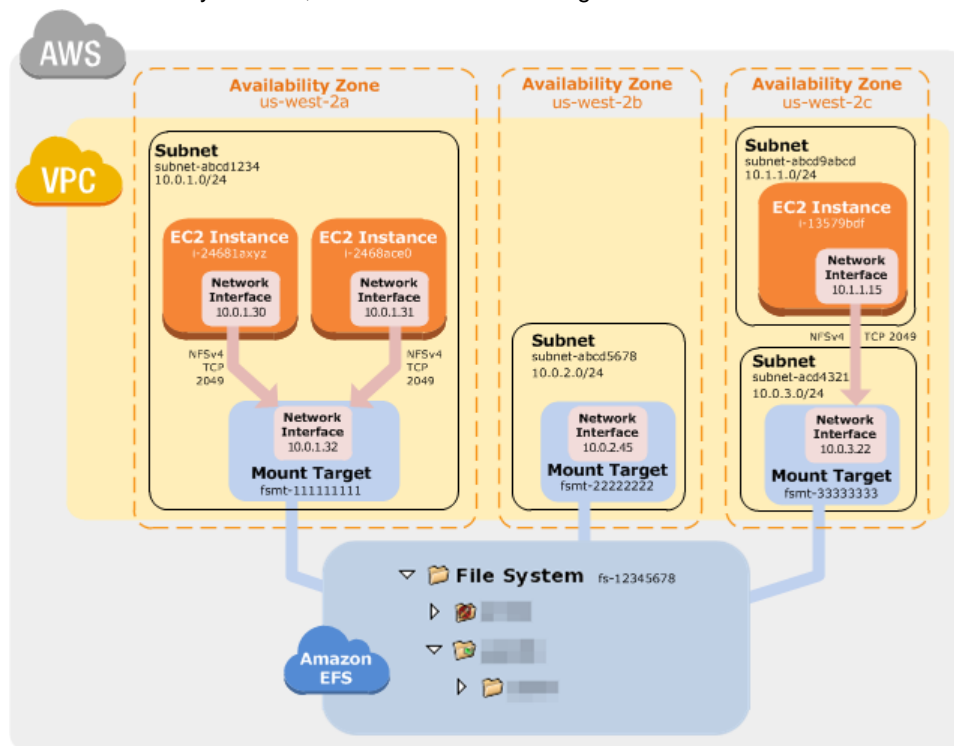 AWS
VPC
Availability Zone
us-west-2a
Subnet
subnet-abcd1234
10.0.1.0/24
EC2 Instance
i-24681axyz
Network
Interface
10.0.1.30
EC2 Instance
i-2468ace0
Network
Interface
10.0.1.31
NFSv4
TCP
2049
NFSv4
TCP
2049
Network
Interface
10.0.1.32
Mount Target
fsmt-111111111
Availability Zone
us-west-2b
Subnet
subnet-abcd5678
10.0.2.0/24
Network
Interface
10.0.2.45
Mount Target
fsmt-22222222
Availability Zone
us-west-2c
Subnet
subnet-abcd9abcd
10.1.1.0/24
EC2 Instance
i-13579bdf
Network
Interface
10.1.1.15
NFSv4 TCP 2049
Subnet
subnet-acd4321
10.0.3.0/24
Network
Interface
10.0.3.22
Mount Target
fsmt-33333333
File System fs-12345678
Amazon
EFS